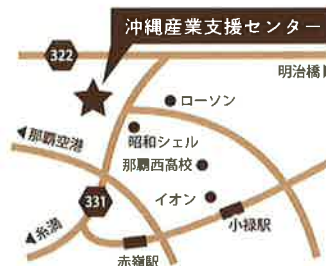 沖縄産業支援センター
322
明治橋
ローソン
昭和シェル
那覇空港
那覇西高校
イオン
331
小禄駅
糸満
赤嶺駅